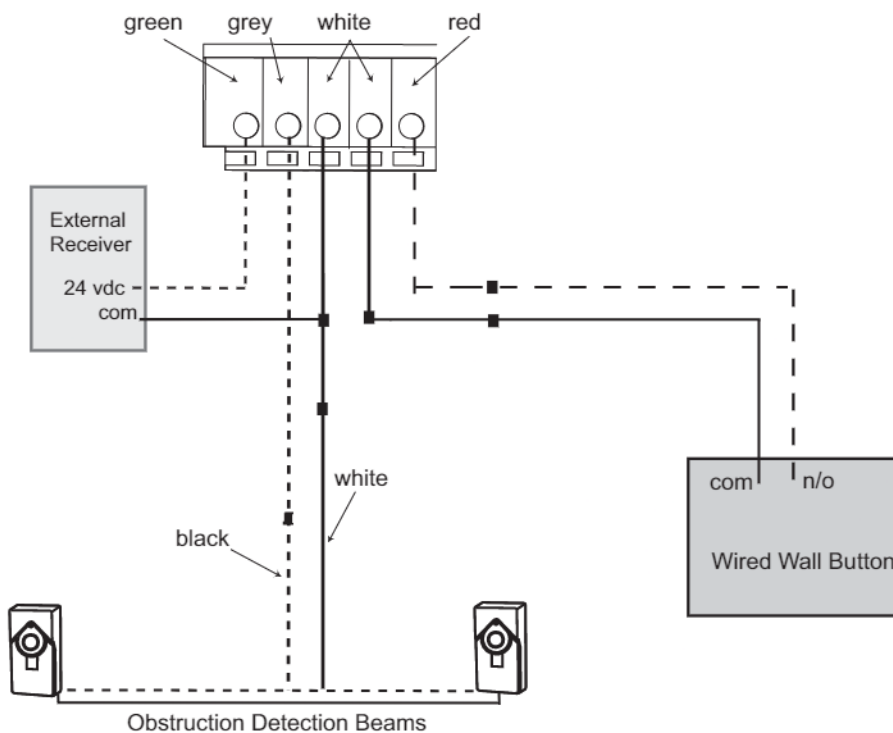 green
grey
white
red
External
Receiver
24 vdc
com
com
n/o
Wired Wall Button
white
black
Obstruction Detection Beams